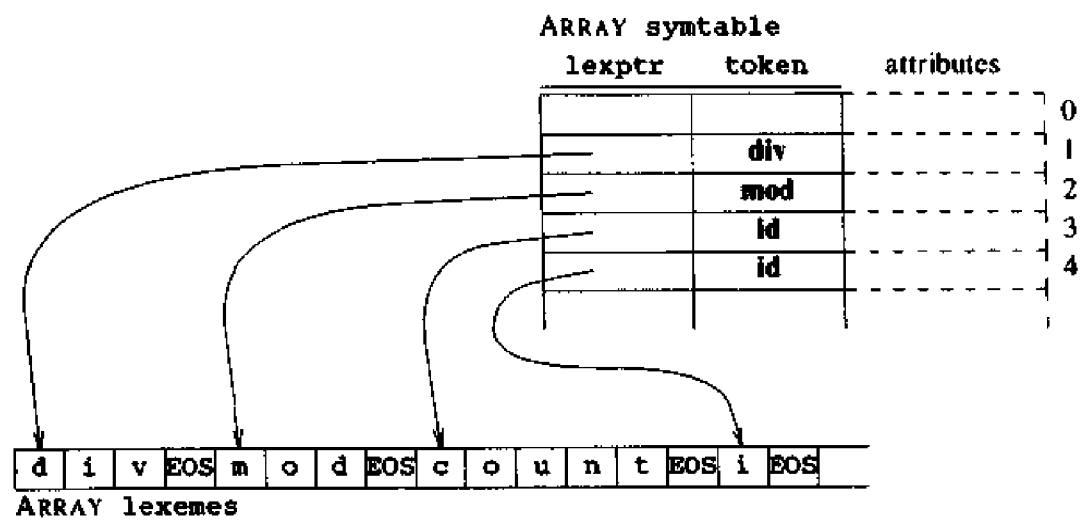 ARRAY symtable
lexptr token attributes
0
div 1
mod 2
id 3
id 4
d i v EOS m o d EOS c o u n t EOS i EOS
ARRAY lexemes